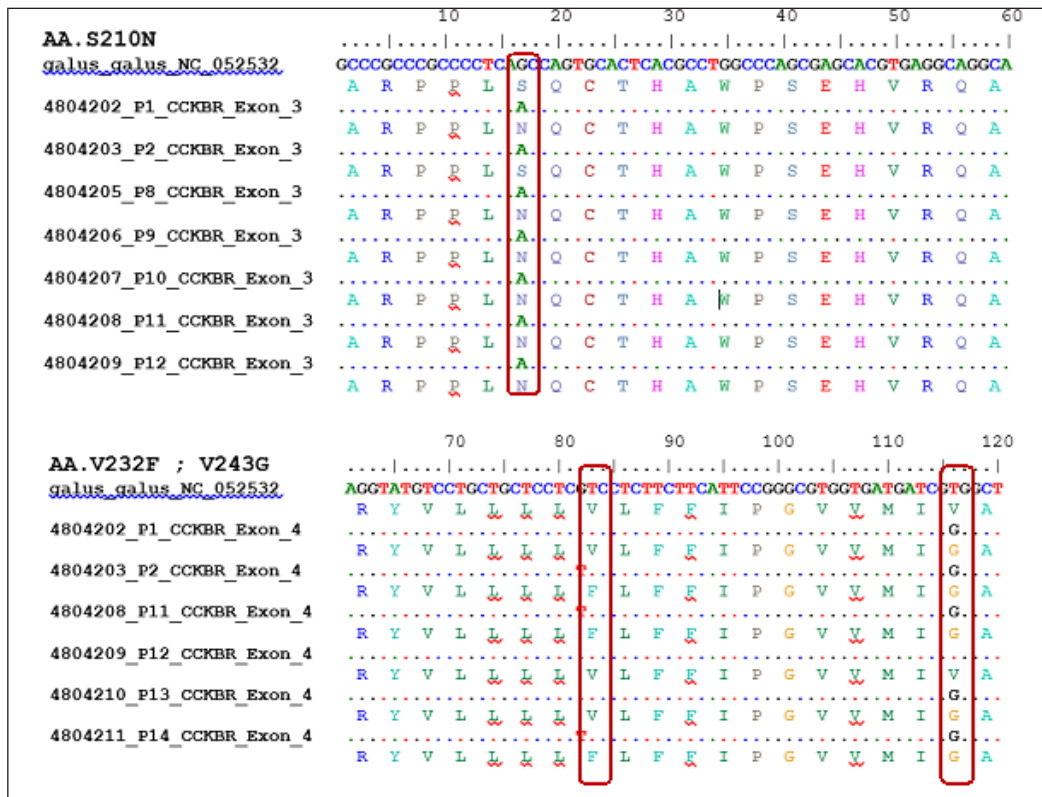 10 20 30 40 50 60
AA.S210N
galus_galus_NC_052532 GCCCGCCCGCCCCTCAGCCAGTGCACTCACGCCTGGCCCAGCGAGCACGTGAGGCAGGCA
A R P P L S Q C T H A W P S E H V R Q A
4804202_P1_CCKBR_Exon_3 A
A R P P L N Q C T H A W P S E H V R Q A
4804203_P2_CCKBR_Exon_3 A
A R P P L S Q C T H A W P S E H V R Q A
4804205_P8_CCKBR_Exon_3 A
A R P P L N Q C T H A W P S E H V R Q A
4804206_P9_CCKBR_Exon_3 A
A R P P L N Q C T H A W P S E H V R Q A
4804207_P10_CCKBR_Exon_3 A
A R P P L N Q C T H A W P S E H V R Q A
4804208_P11_CCKBR_Exon_3 A
A R P P L N Q C T H A W P S E H V R Q A
4804209_P12_CCKBR_Exon_3 A
A R P P L N Q C T H A W P S E H V R Q A
70 80 90 100 110 120
AA.V232F ; V243G
galus_galus_NC_052532 AGGTATGTCCTGCTGCTCCTCGTCCTCTTCTTCATTCCGGGCGTGGTGATGATCGTGGCT
R Y V L L L L V L F F I P G V V M I V A
4804202_P1_CCKBR_Exon_4 G
R Y V L L L L V L F F I P G V V M I G A
4804203_P2_CCKBR_Exon_4 T G
R Y V L L L L F L F F I P G V V M I G A
4804208_P11_CCKBR_Exon_4 T G
R Y V L L L L F L F F I P G V V M I G A
4804209_P12_CCKBR_Exon_4
R Y V L L L L V L F F I P G V V M I V A
4804210_P13_CCKBR_Exon_4 G
R Y V L L L L V L F F I P G V V M I G A
4804211_P14_CCKBR_Exon_4 T G
R Y V L L L L F L F F I P G V V M I G A